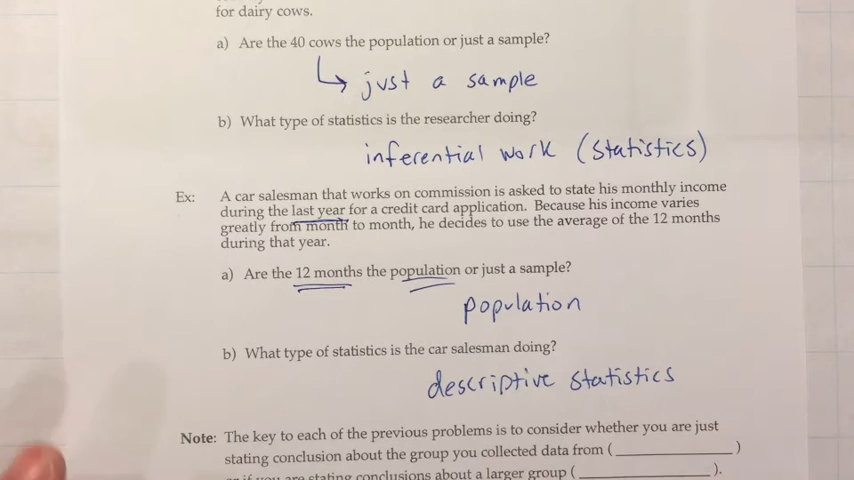 for dairy cows.
a) Are the 40 cows the population or just a sample?
just a sample
b) What type of statistics is the researcher doing?
inferential work (statistics)
Ex: A car salesman that works on commission is asked to state his monthly income
during the last year for a credit card application. Because his income varies
greatly from month to month, he decides to use the average of the 12 months
during that year.
a) Are the 12 months the population or just a sample?
population
b) What type of statistics is the car salesman doing?
descriptive statistics
Note: The key to each of the previous problems is to consider whether you are just
stating conclusion about the group you collected data from (____________)
or if you are stating conclusions about a larger group (____________).